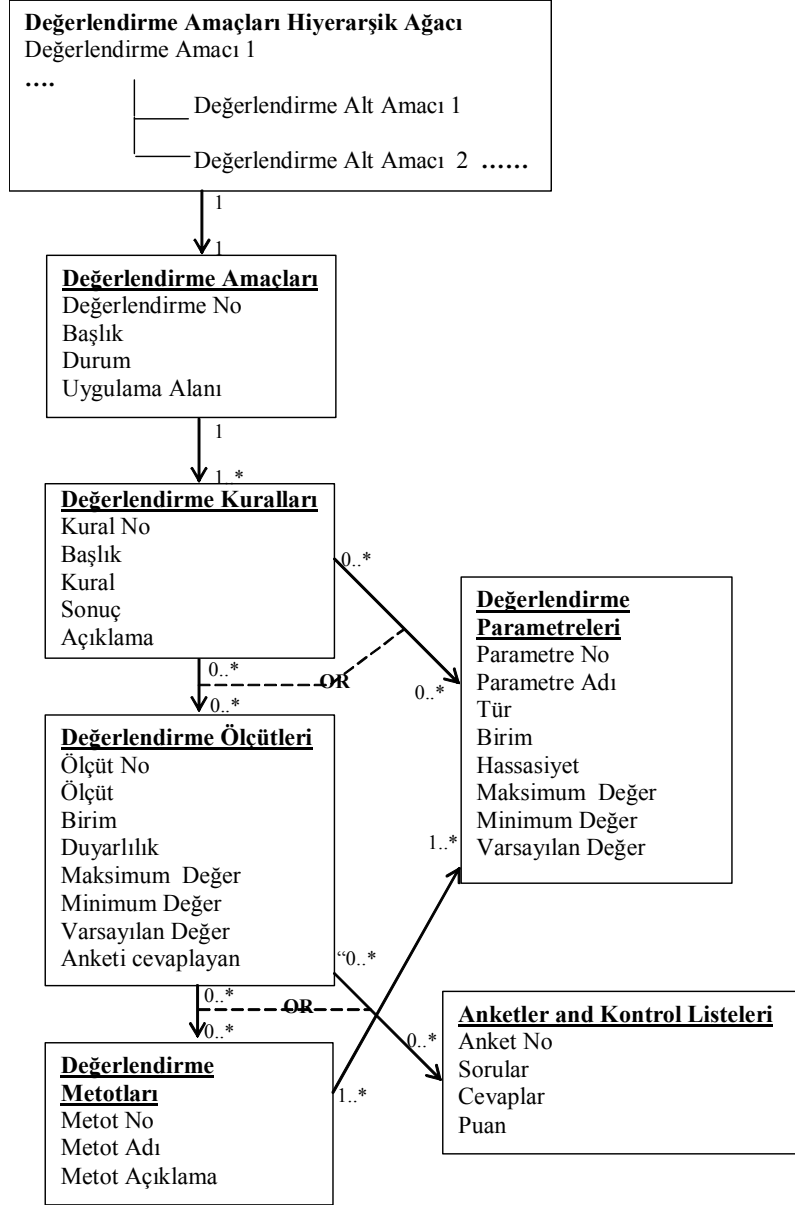 Değerlendirme Amaçları Hiyerarşik Ağacı
Değerlendirme Amacı 1
....
Değerlendirme Alt Amacı 1
Değerlendirme Alt Amacı 2 ......
1
1
Değerlendirme Amaçları
Değerlendirme No
Başlık
Durum
Uygulama Alanı
1
1..*
Değerlendirme Kuralları
Kural No
Başlık
Kural
Sonuç
Açıklama
0..*
0..*
OR
0..*
0..*
Değerlendirme
Parametreleri
Parametre No
Parametre Adı
Tür
Birim
Hassasiyet
Maksimum Değer
Minimum Değer
Varsayılan Değer
Değerlendirme Ölçütleri
Ölçüt No
Ölçüt
Birim
Duyarlılık
Maksimum Değer
Minimum Değer
Varsayılan Değer
Anketi cevaplayan
1..*
“0..*
0..*
OR
0..*
0..*
Anketler and Kontrol Listeleri
Anket No
Sorular
Cevaplar
Puan
Değerlendirme
Metotları
Metot No
Metot Adı
Metot Açıklama
1..*